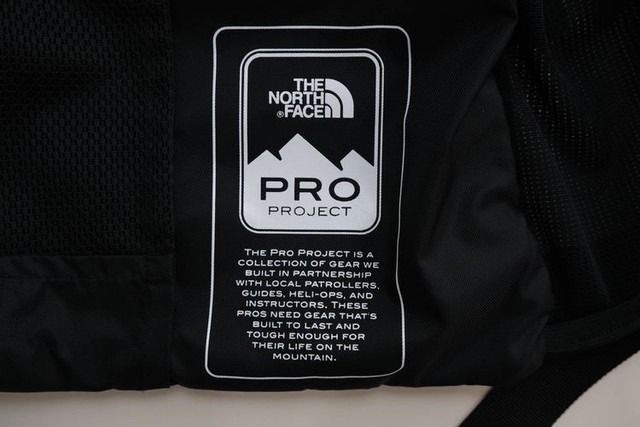 THE
NORTH
FACE
PRO
PROJECT
THE PRO PROJECT IS A
COLLECTION OF GEAR WE
BUILT IN PARTNERSHIP
WITH LOCAL PATROLLERS,
GUIDES, HELI-OPS, AND
INSTRUCTORS. THESE
PROS NEED GEAR THAT'S
BUILT TO LAST AND
TOUGH ENOUGH FOR
THEIR LIFE ON THE
MOUNTAIN.